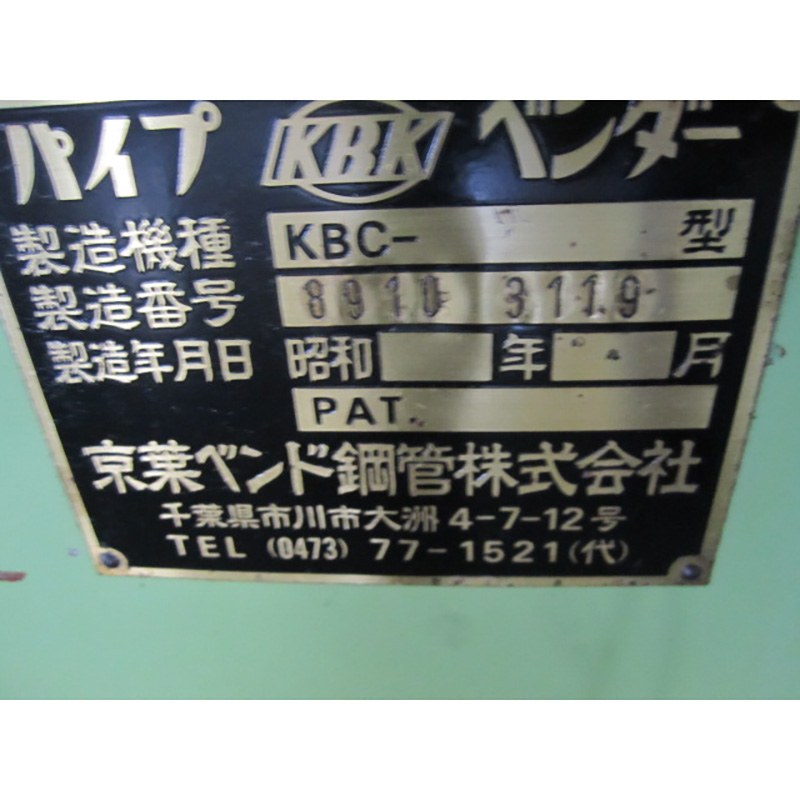 パイプ KBK ベンダー
製造機種 KBC- 型
製造番号 8910 3119
製造年月日 昭和 年 月
PAT.
京葉ベンド鋼管株式会社
千葉県市川市大洲4-7-12号
TEL (0473) 77-1521(代)